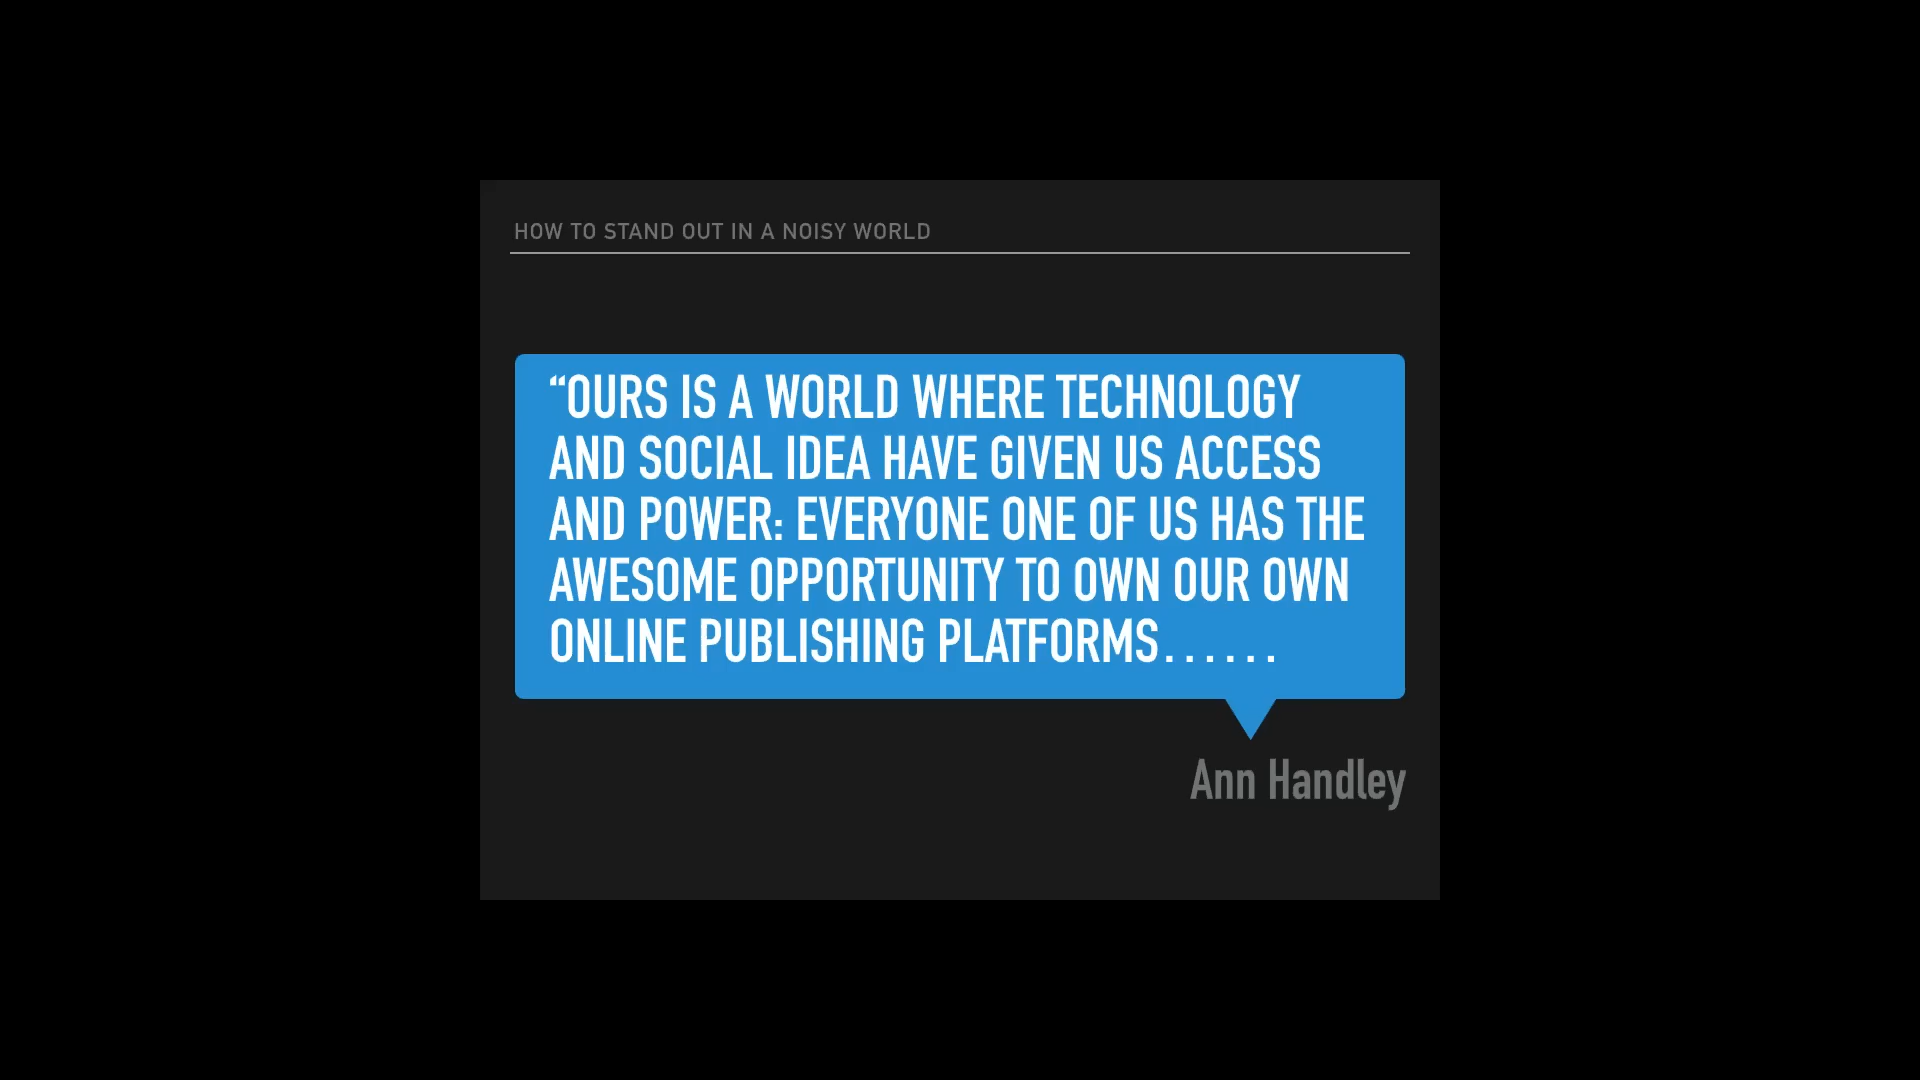 HOW TO STAND OUT IN A NOISY WORLD
“OURS IS A WORLD WHERE TECHNOLOGY
AND SOCIAL IDEA HAVE GIVEN US ACCESS
AND POWER: EVERYONE ONE OF US HAS THE
AWESOME OPPORTUNITY TO OWN OUR OWN
ONLINE PUBLISHING PLATFORMS......
Ann Handley